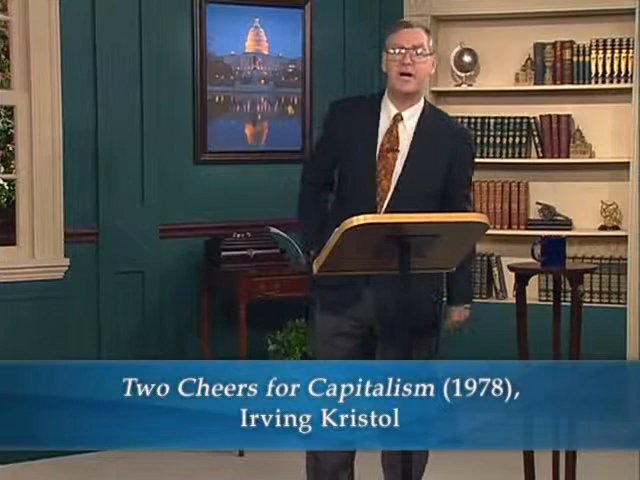 Two Cheers for Capitalism (1978),
Irving Kristol